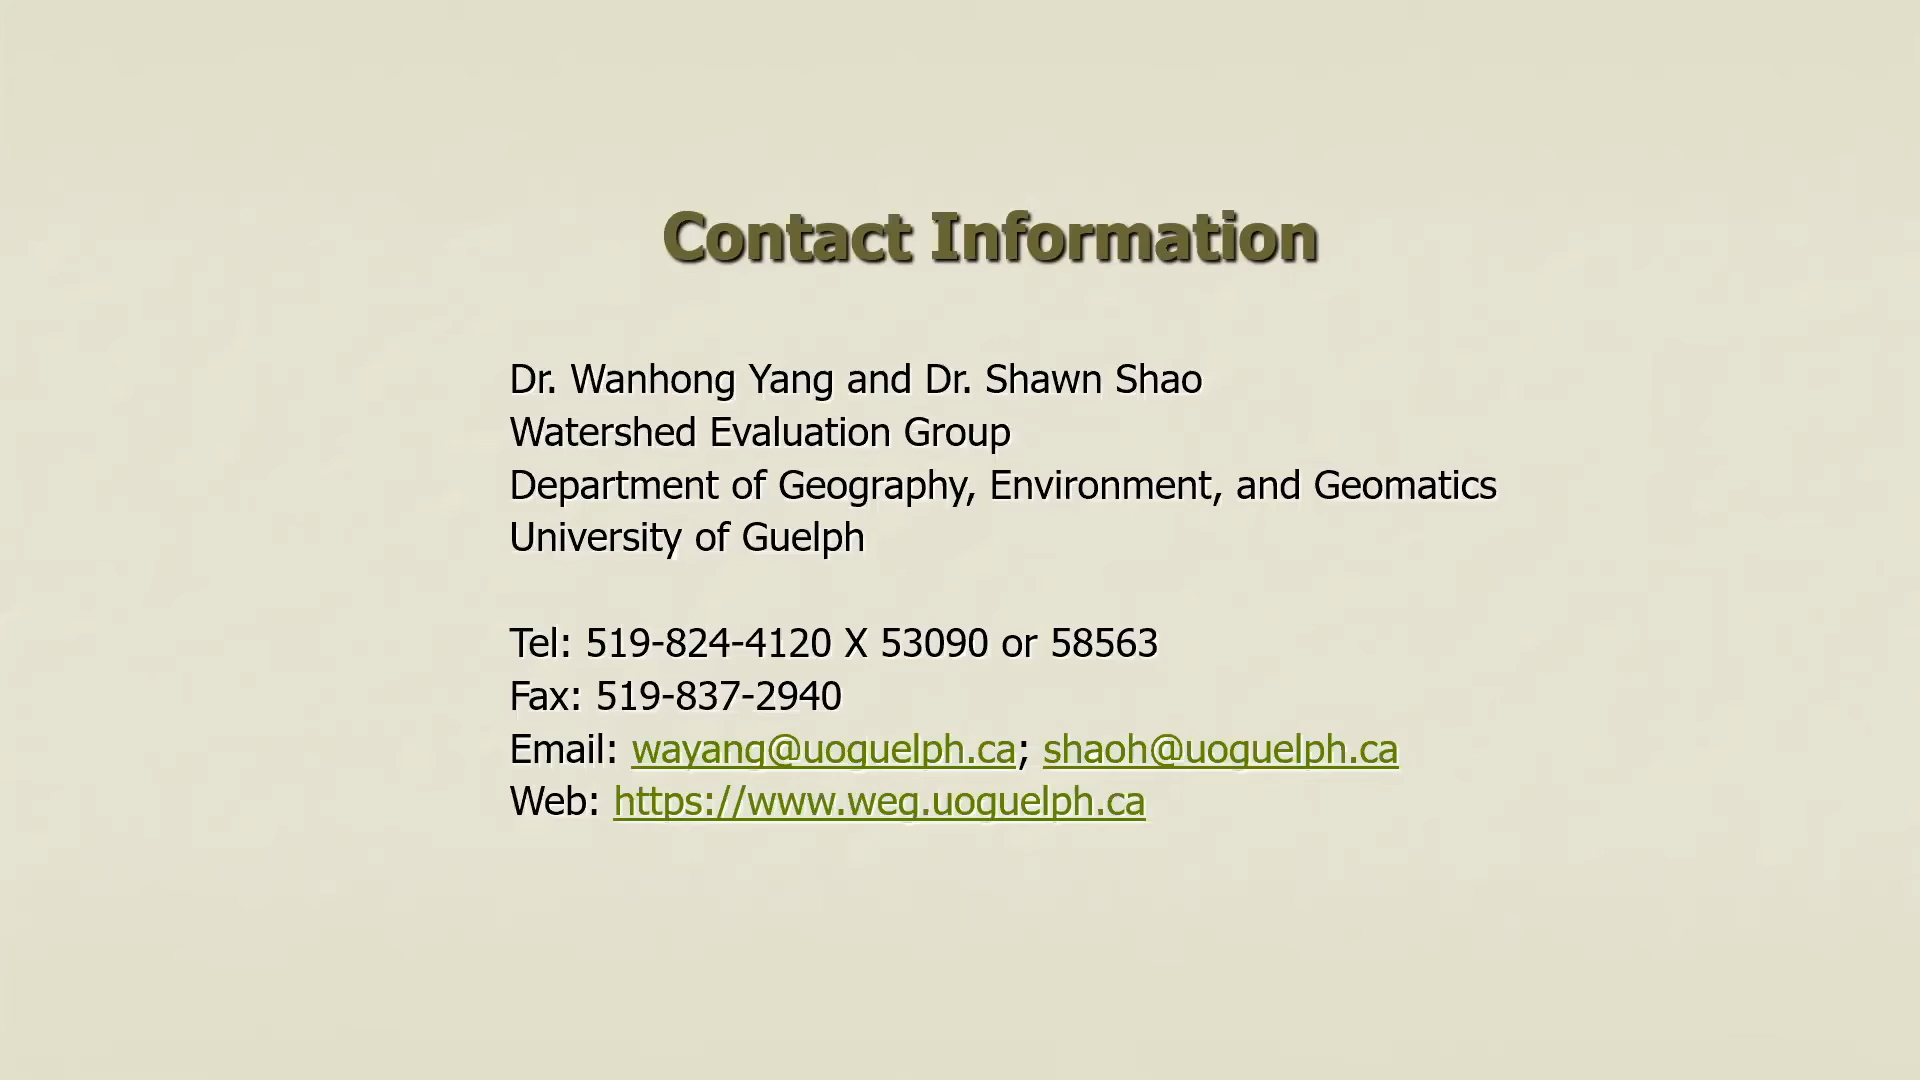 Contact Information
Dr. Wanhong Yang and Dr. Shawn Shao
Watershed Evaluation Group
Department of Geography, Environment, and Geomatics
University of Guelph
Tel: 519-824-4120 X 53090 or 58563
Fax: 519-837-2940
Email: wayang@uoguelph.ca; shaoh@uoguelph.ca
Web: https://www.weg.uoguelph.ca